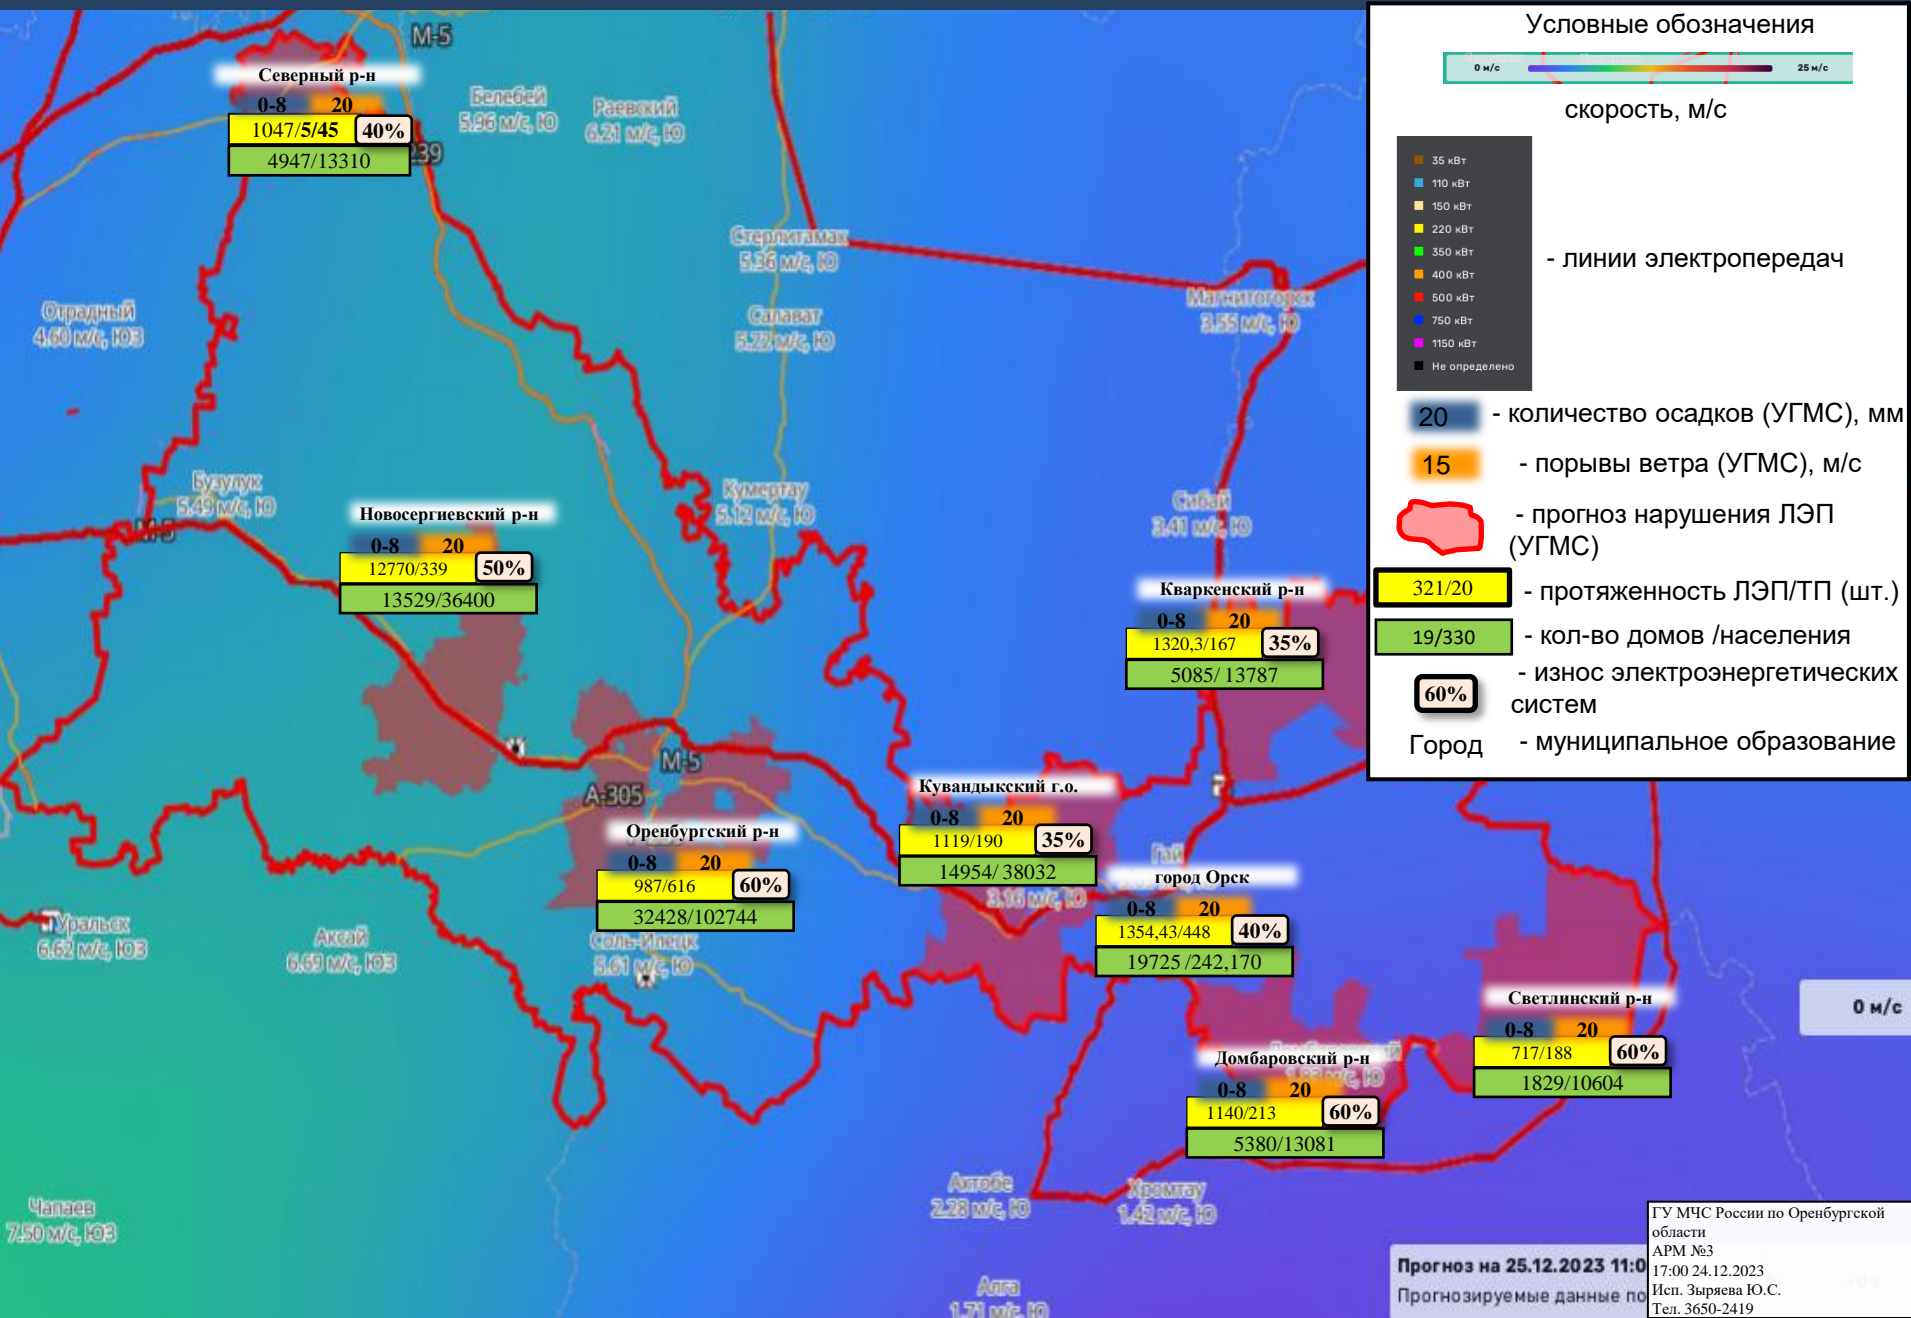 M-5
Северный р-н
0-8 20
1047/5/45 40%
4947/13310
239
Белебей
5.96 м/с, Ю
Раевский
6.21 м/с, Ю
Стерлитамак
5.36 м/с, Ю
Салават
5.22 м/с, Ю
Магнитогорск
3.55 м/с, Ю
Отрадный
4.60 м/с, ЮЗ
Бузулук
5.49 м/с, Ю
M-5
Новосергиевский р-н
0-8 20
12770/339 50%
13529/36400
Кумертау
5.12 м/с, Ю
Сибай
3.41 м/с, Ю
Кваркенский р-н
0-8 20
1320,3/167 35%
5085/ 13787
M-5
A-305
Оренбургский р-н
0-8 20
987/616 60%
32428/102744
Кувандыкский г.о.
0-8 20
1119/190 35%
14954/ 38032
3.16 м/с, Ю
Гай
город Орск
0-8 20
1354,43/448 40%
19725 /242,170
Уральск
6.62 м/с, ЮЗ
Аксай
6.69 м/с, ЮЗ
Соль-Илецк
5.61 м/с, Ю
Светлинский р-н
0-8 20
717/188 60%
1829/10604
Домбаровский р-н
0-8 20
1140/213 60%
5380/13081
Актобе
2.28 м/с, Ю
Хромтау
1.42 м/с, Ю
Чапаев
7.50 м/с, ЮЗ
Алга
1.71 м/с, Ю
0 м/с
Условные обозначения
0 м/с 25 м/с
скорость, м/с
35 кВт
110 кВт
150 кВт
220 кВт
350 кВт
400 кВт
500 кВт
750 кВт
1150 кВт
Не определено
- линии электропередач
20 - количество осадков (УГМС), мм
15 - порывы ветра (УГМС), м/с
- прогноз нарушения ЛЭП
(УГМС)
321/20 - протяженность ЛЭП/ТП (шт.)
19/330 - кол-во домов /населения
60% - износ электроэнергетических
систем
Город - муниципальное образование
Прогноз на 25.12.2023 11:0
Прогнозируемые данные по
ГУ МЧС России по Оренбургской
области
АРМ №3
17:00 24.12.2023
Исп. Зыряева Ю.С.
Тел. 3650-2419